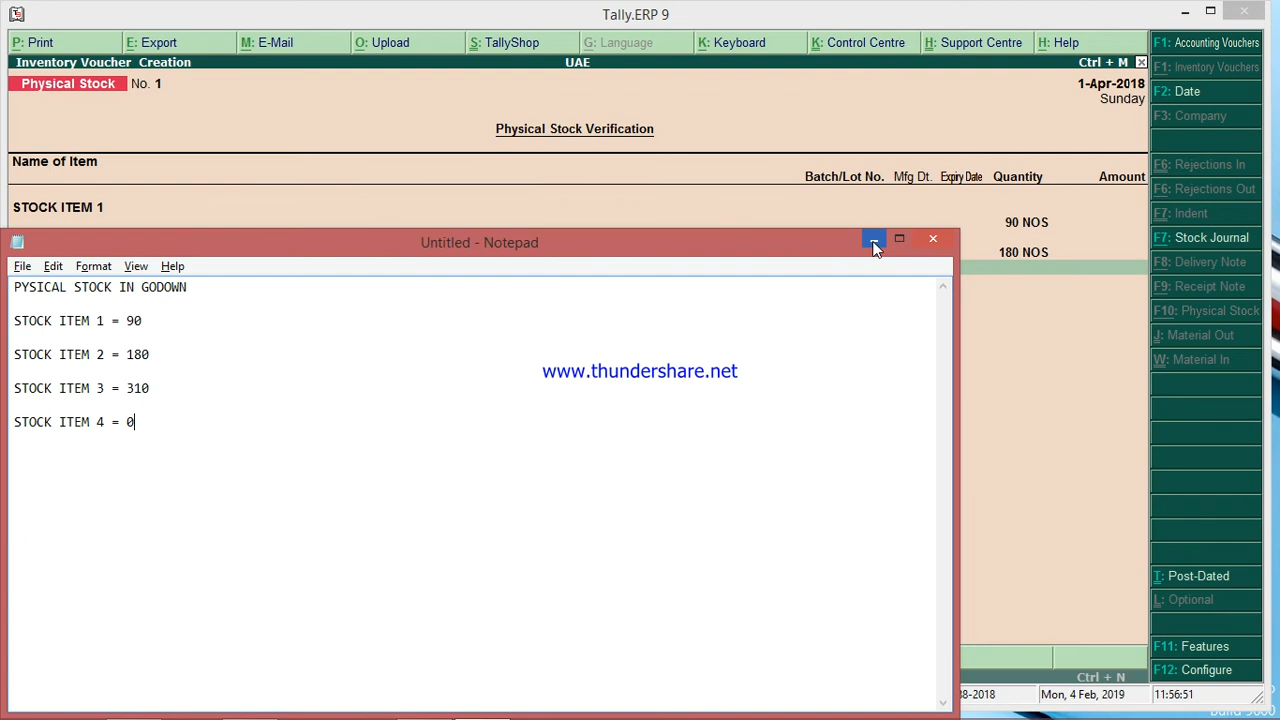 Tally.ERP 9
P: Print E: Export M: E-Mail O: Upload S: TallyShop G: Language K: Keyboard K: Control Centre H: Support Centre H: Help
Inventory Voucher Creation UAE Ctrl + M
Physical Stock No. 1 1-Apr-2018
Sunday
Physical Stock Verification
Name of Item
Batch/Lot No. Mfg Dt. Expiry Date Quantity Amount
STOCK ITEM 1
90 NOS
180 NOS
Untitled - Notepad
File Edit Format View Help
PYSICAL STOCK IN GODOWN
STOCK ITEM 1 = 90
STOCK ITEM 2 = 180
STOCK ITEM 3 = 310
STOCK ITEM 4 = 0
www.thundershare.net
F1: Accounting Vouchers
F1: Inventory Vouchers
F2: Date
F3: Company
F6: Rejections In
F6: Rejections Out
F7: Indent
F7: Stock Journal
F8: Delivery Note
F9: Receipt Note
F10: Physical Stock
J: Material Out
W: Material In
T: Post-Dated
L: Optional
F11: Features
F12: Configure
Ctrl + N
Mon, 4 Feb, 2019 11:56:51